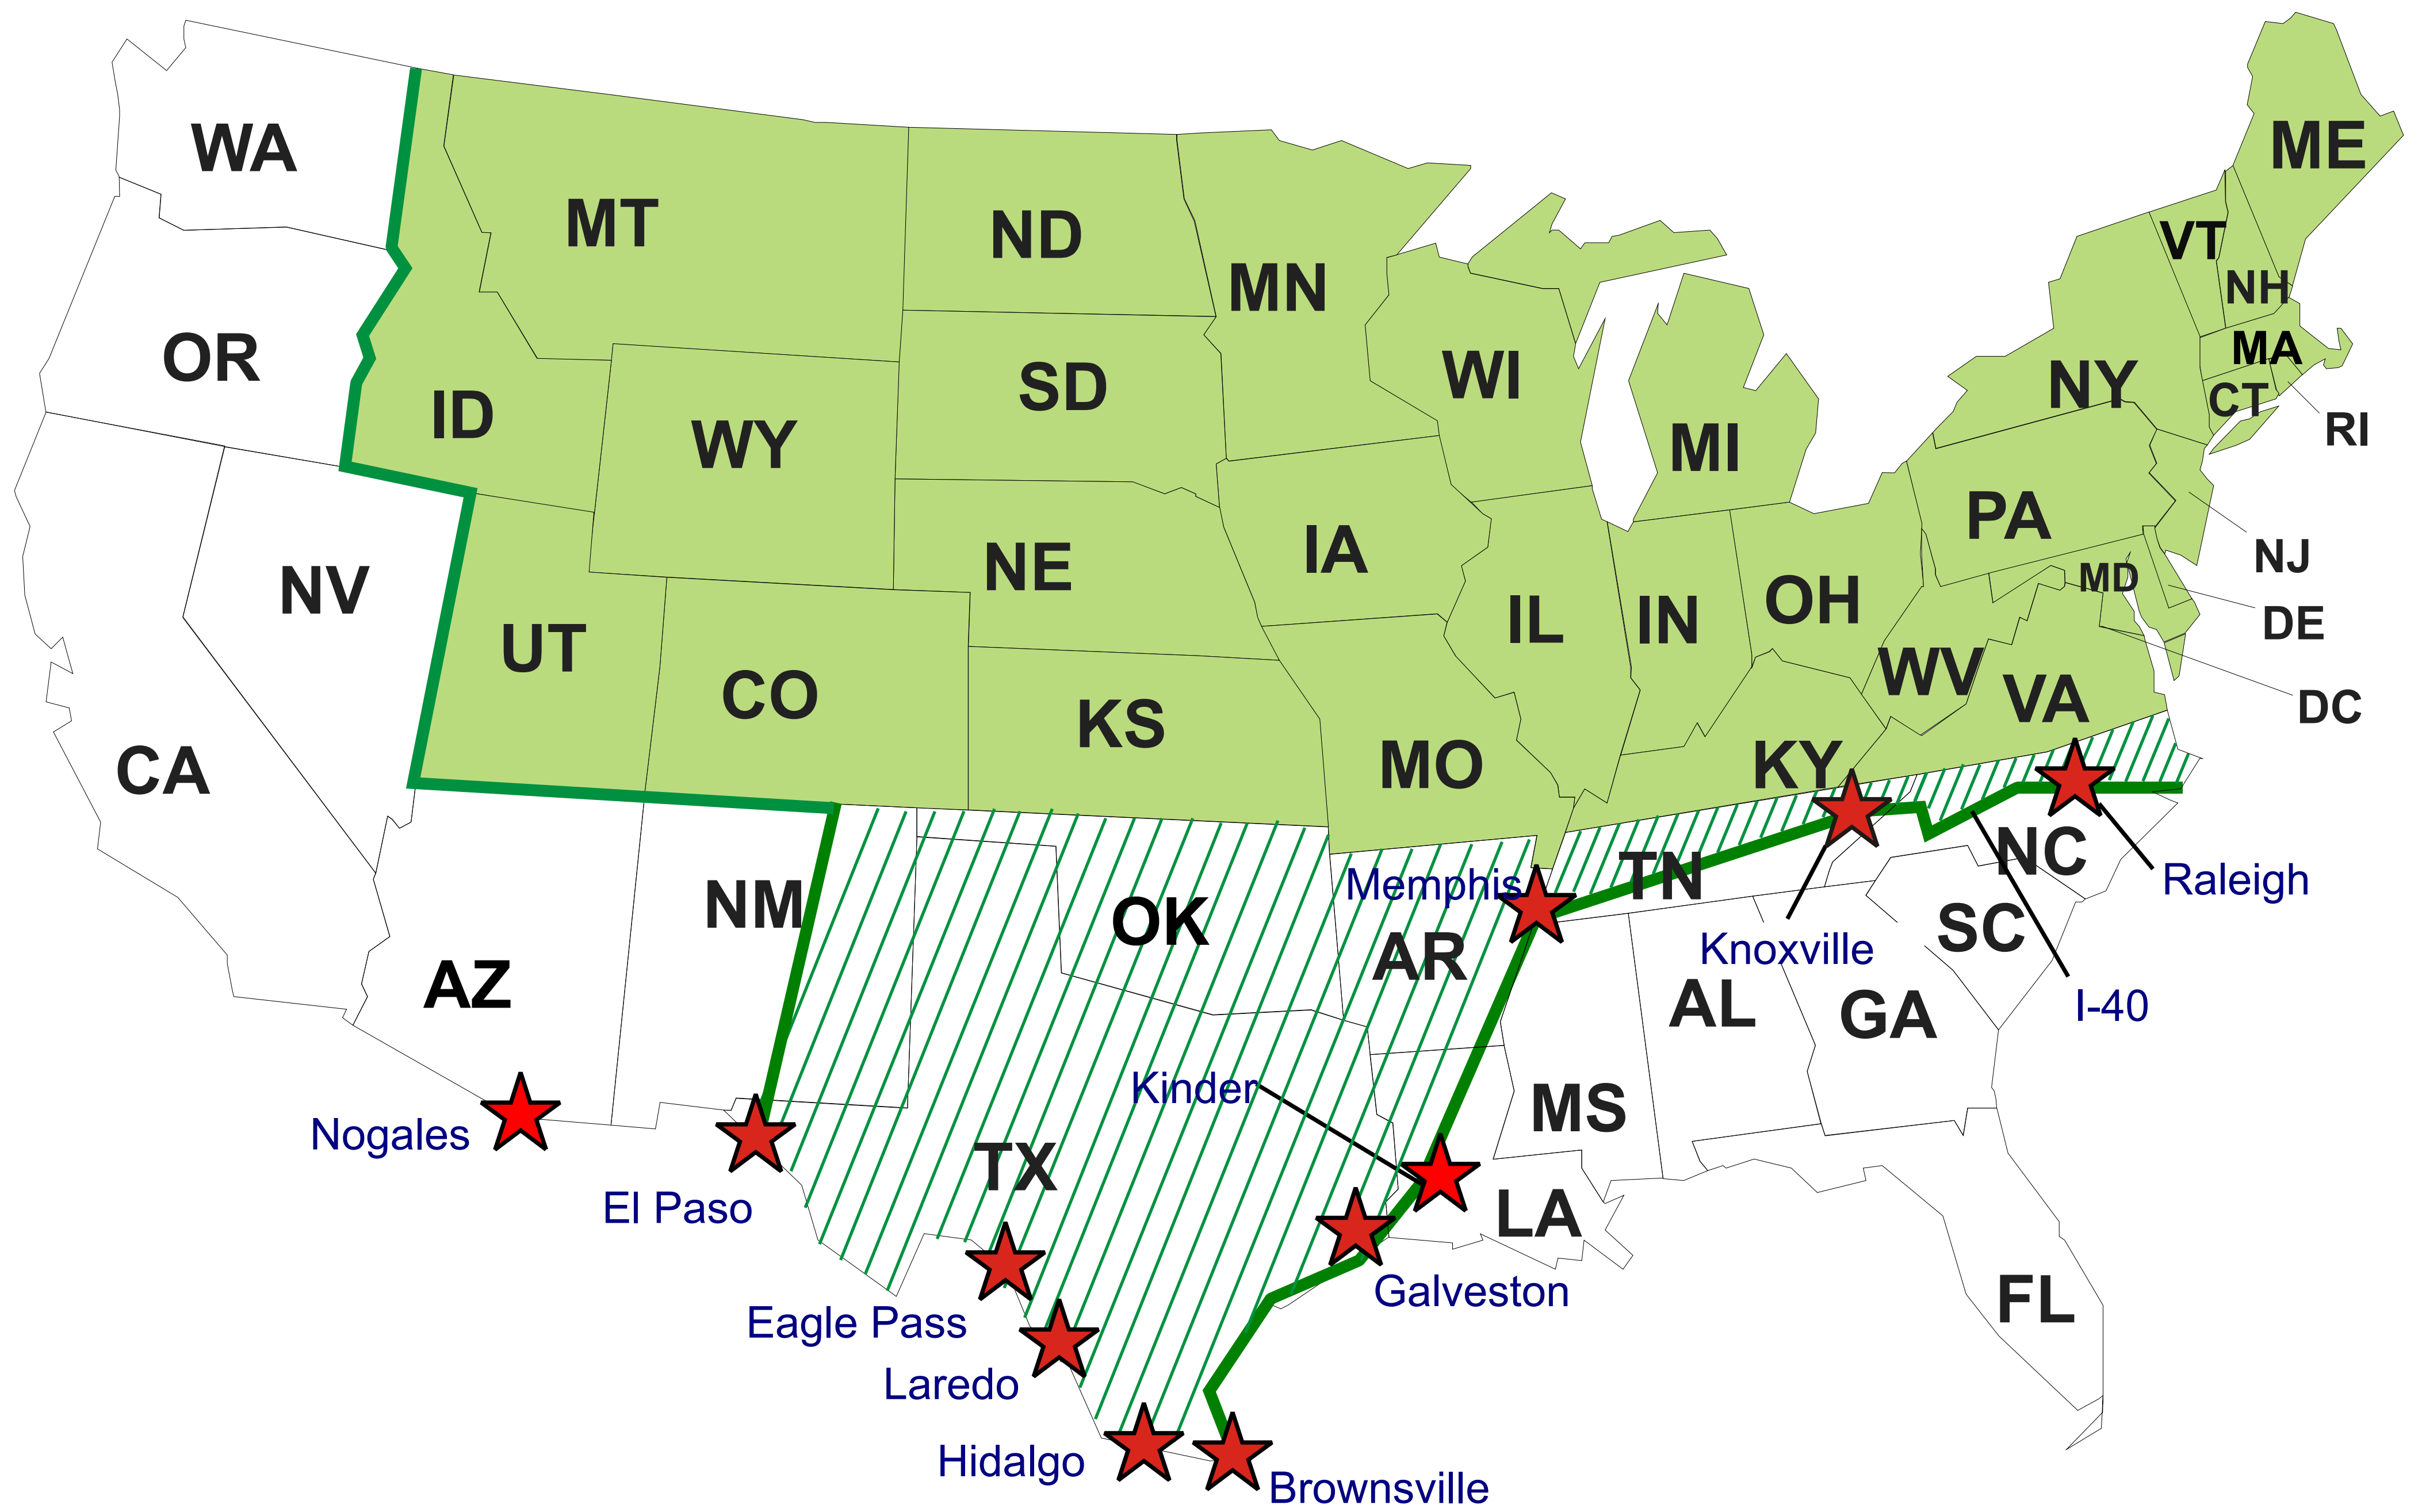 WA
MT
ND
MN
ME
VT
NH
MA
OR
ID
WY
SD
WI
MI
NY
CT
RI
NV
UT
CO
NE
IA
IL
IN
OH
PA
MD
NJ
DE
WV
VA
DC
CA
KS
MO
KY
NM
OK
Memphis
TN
NC
Raleigh
AZ
AR
Knoxville
SC
AL
GA
I-40
Kinder
MS
Nogales
TX
El Paso
LA
Galveston
FL
Eagle Pass
Laredo
Hidalgo
Brownsville